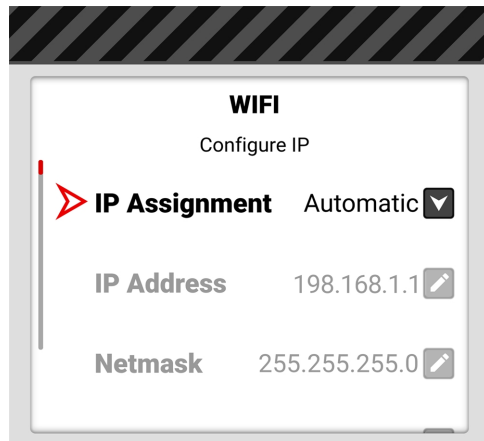 WIFI
Configure IP
IP Assignment Automatic
IP Address 198.168.1.1
Netmask 255.255.255.0